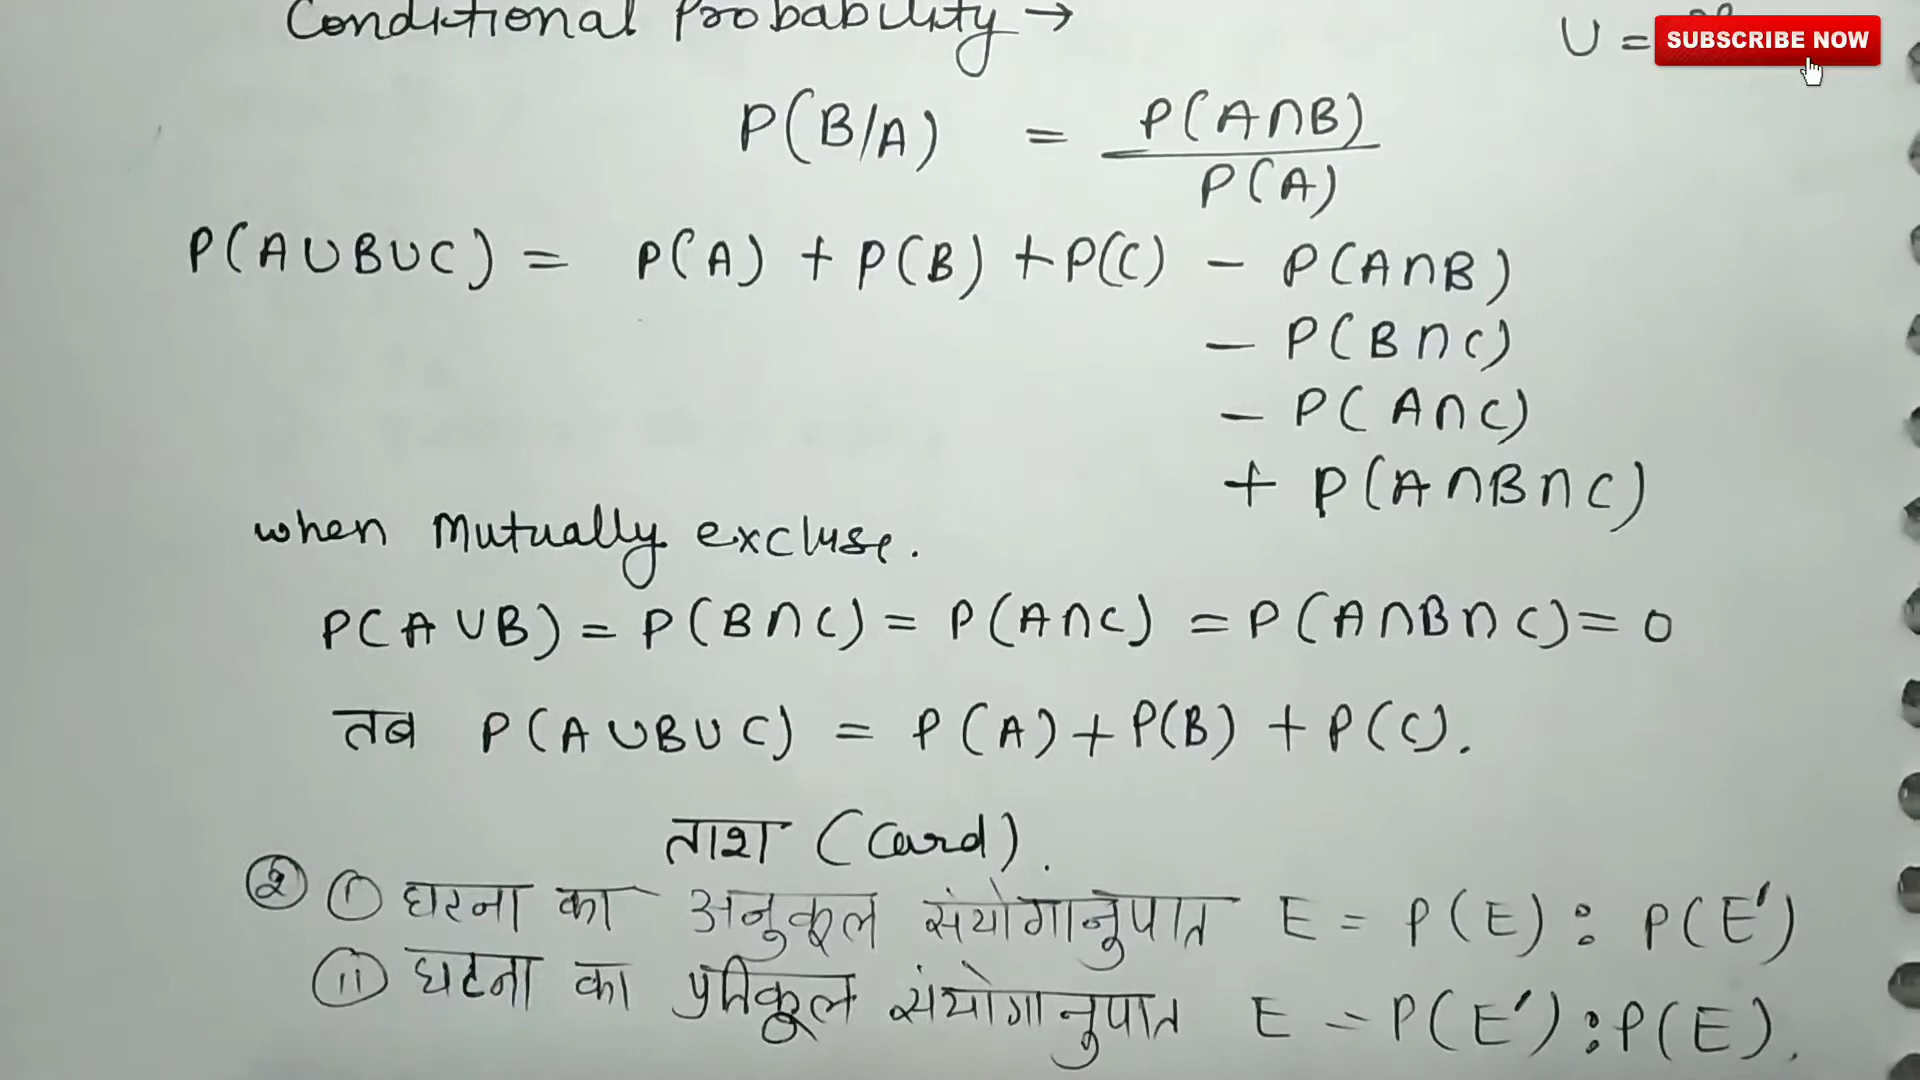 Conditional Probability →
U =
SUBSCRIBE NOW
P(B/A) = P(A∩B)
P(A)
P(A∪B∪C) = P(A) + P(B) + P(C) - P(A∩B)
- P(B∩C)
- P(A∩C)
+ P(A∩B∩C)
when Mutually excluse.
P(A∪B) = P(B∩C) = P(A∩C) = P(A∩B∩C) = 0
तब P(A∪B∪C) = P(A) + P(B) + P(C).
ताश (Card).
② (i) घटना का अनुकूल संयोगानुपात E = P(E) : P(E')
(ii) घटना का प्रतिकूल संयोगानुपात E = P(E') : P(E).